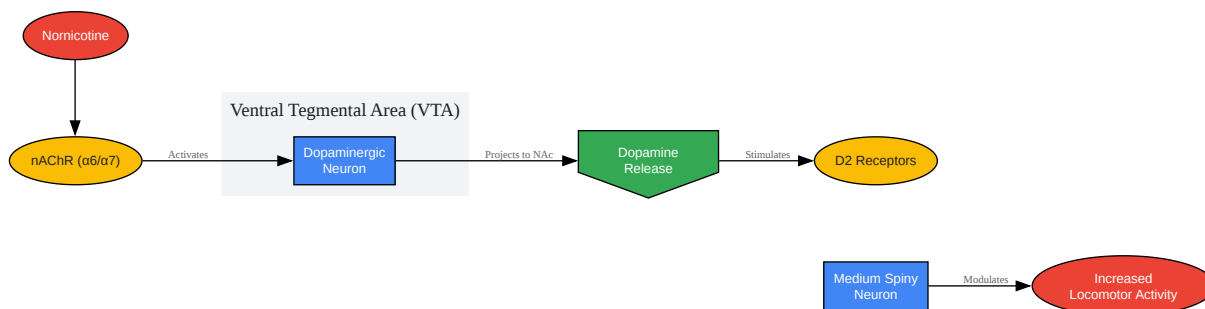 Nornicotine
Ventral Tegmental Area (VTA)
nAChR (α6/α7)
Activates
Dopaminergic
Neuron
Projects to NAc
Dopamine
Release
Stimulates
D2 Receptors
Medium Spiny
Neuron
Modulates
Increased
Locomotor Activity